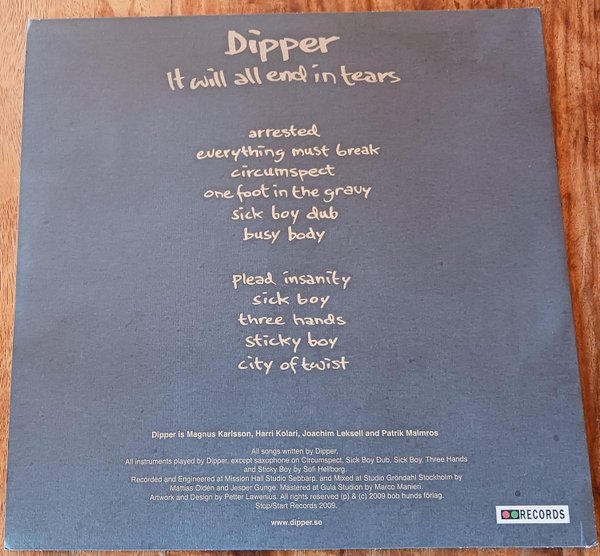 Dipper
It will all end in tears
arrested
everything must break
circumspect
one foot in the gravy
sick boy dub
busy body
plead insanity
sick boy
three hands
sticky boy
city of twist
Dipper is Magnus Karlsson, Harri Kolari, Joachim Leksell and Patrik Malmros
All songs written by Dipper.
All instruments played by Dipper, except saxophone on Circumspect, Sick Boy Dub, Sick Boy, Three Hands
and Sticky Boy by Sofi Hellborg.
Recorded and Engineered at Mission Hall Studio Sebbarp, and Mixed at Studio Gröndahl Stockholm by
Mattias Oldén and Jesper Gunge. Mastered at Gula Studion by Marco Manieri.
Artwork and Design by Petter Lawenius. All rights reserved (p) & (c) 2009 bob hunds förlag.
Stop/Start Records 2009.
www.dipper.se
RECORDS